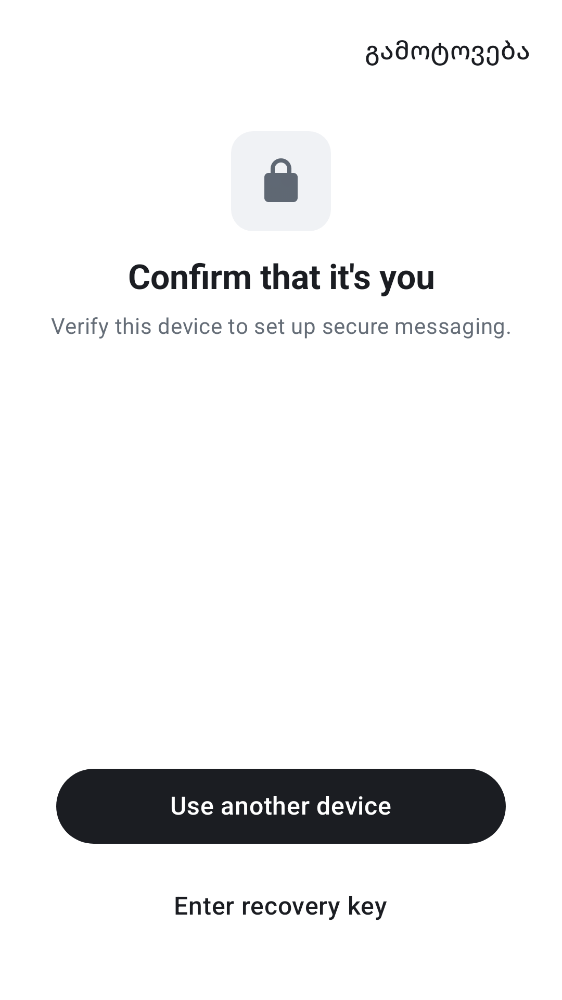 გამოტოვება
Confirm that it's you
Verify this device to set up secure messaging.
Use another device
Enter recovery key